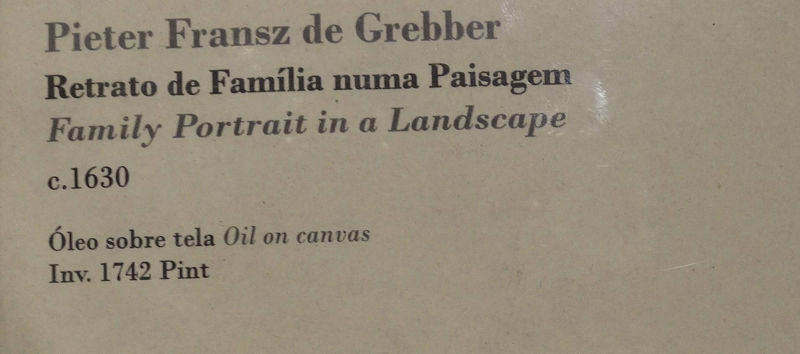 Pieter Fransz de Grebber
Retrato de Família numa Paisagem
Family Portrait in a Landscape
c.1630
Óleo sobre tela Oil on canvas
Inv. 1742 Pint